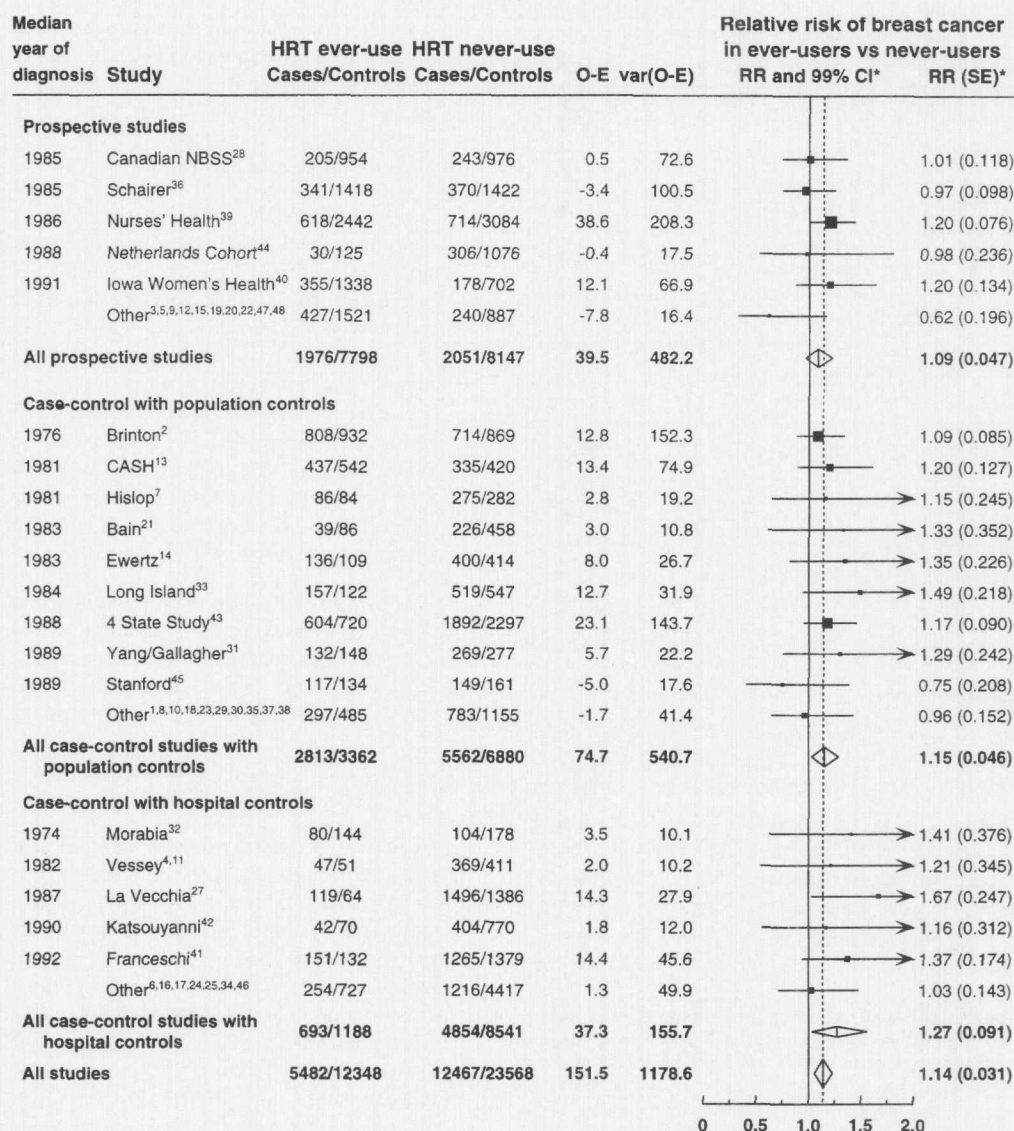 Median
year of
diagnosis Study
HRT ever-use HRT never-use
Cases/Controls Cases/Controls O-E var(O-E)
Relative risk of breast cancer
in ever-users vs never-users
RR and 99% CI* RR (SE)*
Prospective studies
1985 Canadian NBSS28 205/954 243/976 0.5 72.6 1.01 (0.118)
1985 Schairer36 341/1418 370/1422 -3.4 100.5 0.97 (0.098)
1986 Nurses' Health39 618/2442 714/3084 38.6 208.3 1.20 (0.076)
1988 Netherlands Cohort44 30/125 306/1076 -0.4 17.5 0.98 (0.236)
1991 Iowa Women's Health40 355/1338 178/702 12.1 66.9 1.20 (0.134)
Other3,5,9,12,15,19,20,22,47,48 427/1521 240/887 -7.8 16.4 0.62 (0.196)
All prospective studies 1976/7798 2051/8147 39.5 482.2 1.09 (0.047)
Case-control with population controls
1976 Brinton2 808/932 714/869 12.8 152.3 1.09 (0.085)
1981 CASH13 437/542 335/420 13.4 74.9 1.20 (0.127)
1981 Hislop7 86/84 275/282 2.8 19.2 1.15 (0.245)
1983 Bain21 39/86 226/458 3.0 10.8 1.33 (0.352)
1983 Ewertz14 136/109 400/414 8.0 26.7 1.35 (0.226)
1984 Long Island33 157/122 519/547 12.7 31.9 1.49 (0.218)
1988 4 State Study43 604/720 1892/2297 23.1 143.7 1.17 (0.090)
1989 Yang/Gallagher31 132/148 269/277 5.7 22.2 1.29 (0.242)
1989 Stanford45 117/134 149/161 -5.0 17.6 0.75 (0.208)
Other1,8,10,18,23,29,30,35,37,38 297/485 783/1155 -1.7 41.4 0.96 (0.152)
All case-control studies with
population controls 2813/3362 5562/6880 74.7 540.7 1.15 (0.046)
Case-control with hospital controls
1974 Morabia32 80/144 104/178 3.5 10.1 1.41 (0.376)
1982 Vessey4,11 47/51 369/411 2.0 10.2 1.21 (0.345)
1987 La Vecchia27 119/64 1496/1386 14.3 27.9 1.67 (0.247)
1990 Katsouyanni42 42/70 404/770 1.8 12.0 1.16 (0.312)
1992 Franceschi41 151/132 1265/1379 14.4 45.6 1.37 (0.174)
Other6,16,17,24,25,34,46 254/727 1216/4417 1.3 49.9 1.03 (0.143)
All case-control studies with
hospital controls 693/1188 4854/8541 37.3 155.7 1.27 (0.091)
All studies 5482/12348 12467/23568 151.5 1178.6 1.14 (0.031)
0 0.5 1.0 1.5 2.0